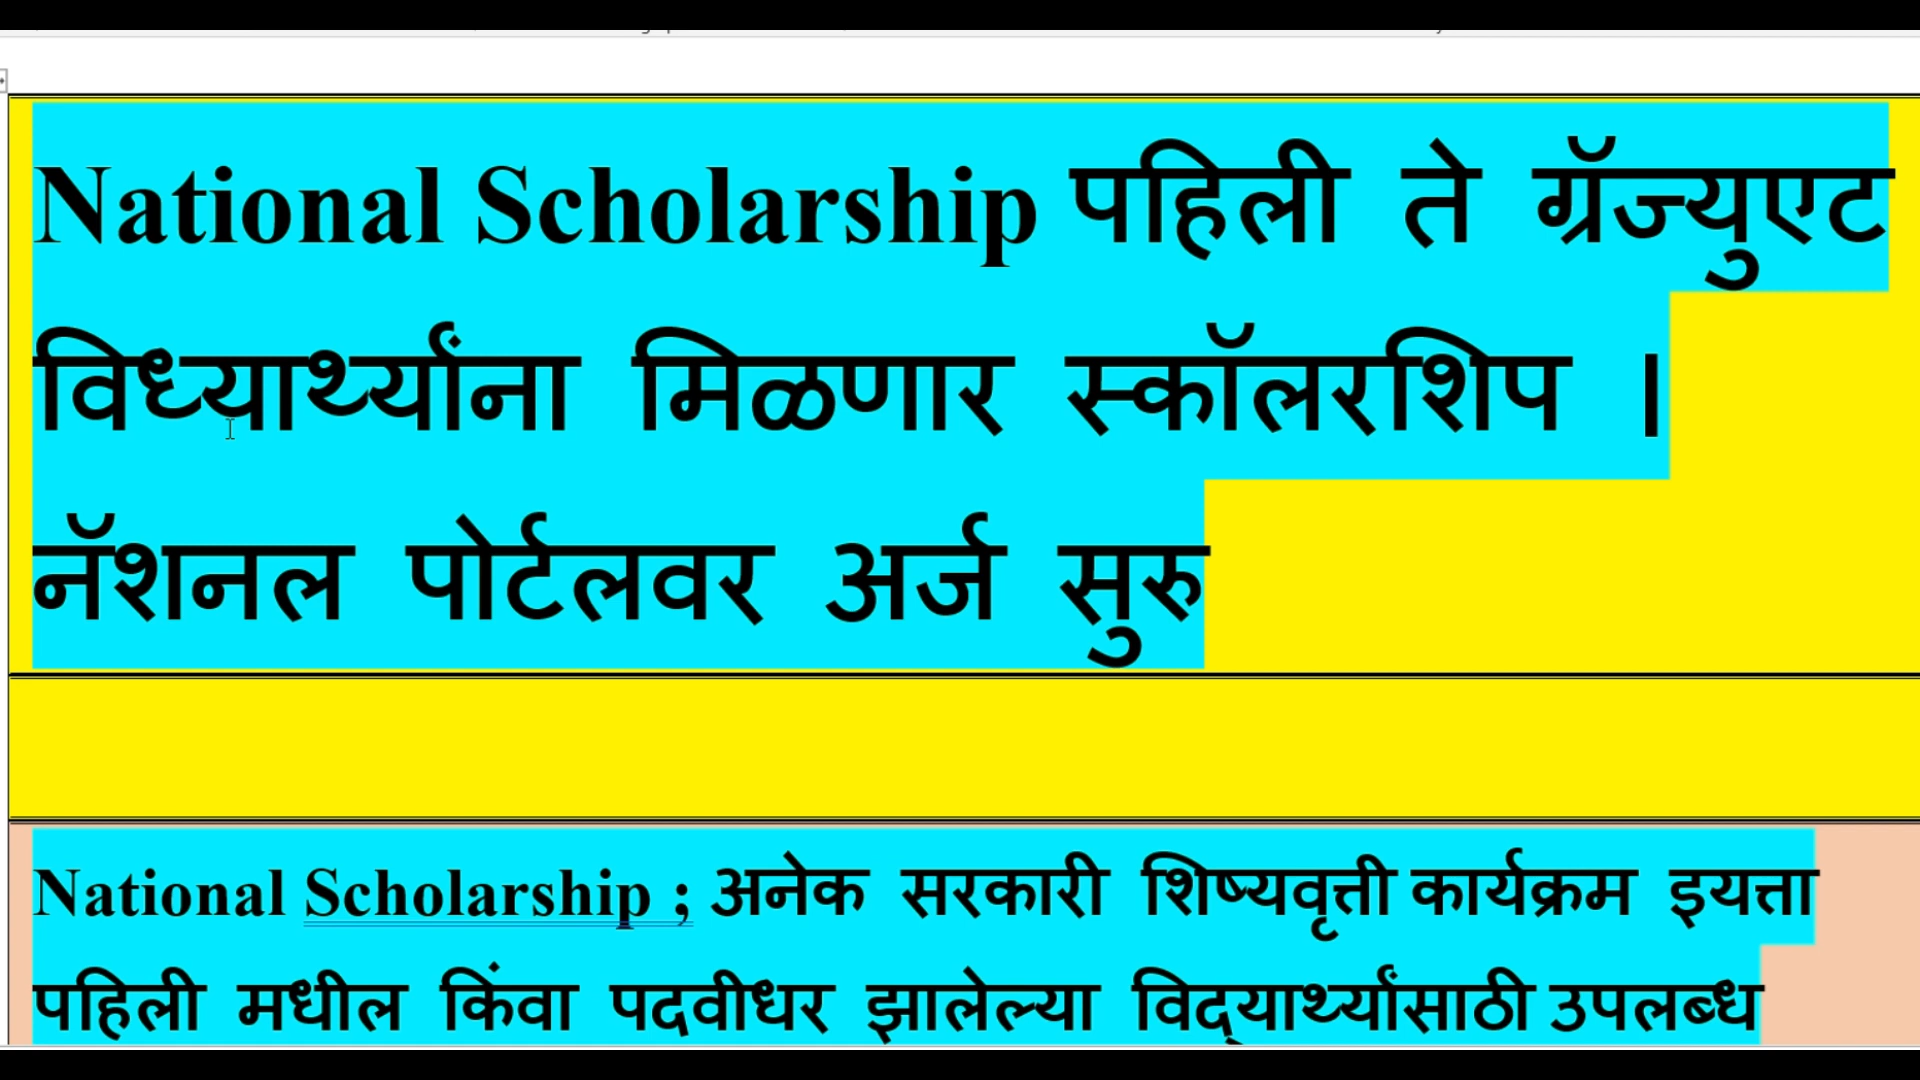 National Scholarship पहिली ते ग्रॅज्युएट
विध्यार्थ्यांना मिळणार स्कॉलरशिप ।
नॅशनल पोर्टलवर अर्ज सुरु
National Scholarship ; अनेक सरकारी शिष्यवृत्ती कार्यक्रम इयत्ता
पहिली मधील किंवा पदवीधर झालेल्या विद्यार्थ्यांसाठी उपलब्ध